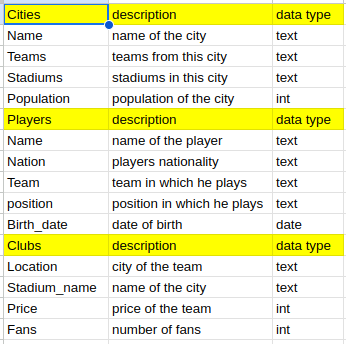 Cities description data type
Name name of the city text
Teams teams from this city text
Stadiums stadiums in this city text
Population population of the city int
Players description data type
Name name of the player text
Nation players nationality text
Team team in which he plays text
position position in which he plays text
Birth_date date of birth date
Clubs description data type
Location city of the team text
Stadium_name name of the city text
Price price of the team int
Fans number of fans int